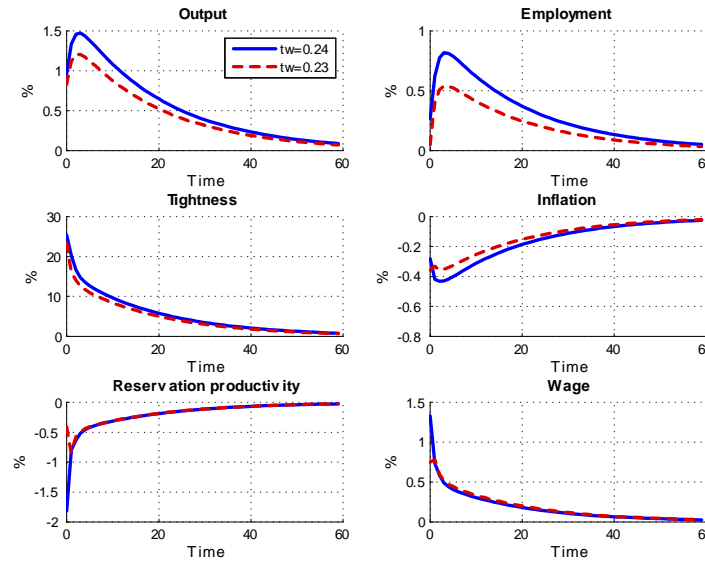 Output
Employment
1.5
1
0.5
0
%
tw=0.24
tw=0.23
0 20 40 60
Time
1
0.5
0
%
0 20 40 6
Time
Tightness
Inflation
30
20
10
0
%
0 20 40 60
Time
0
-0.2
-0.4
-0.6
-0.8
%
0 20 40 6
Time
Reservation productivity
Wage
0
-0.5
-1
-1.5
-2
%
0 20 40 60
Time
1.5
1
0.5
0
%
0 20 40 6
Time